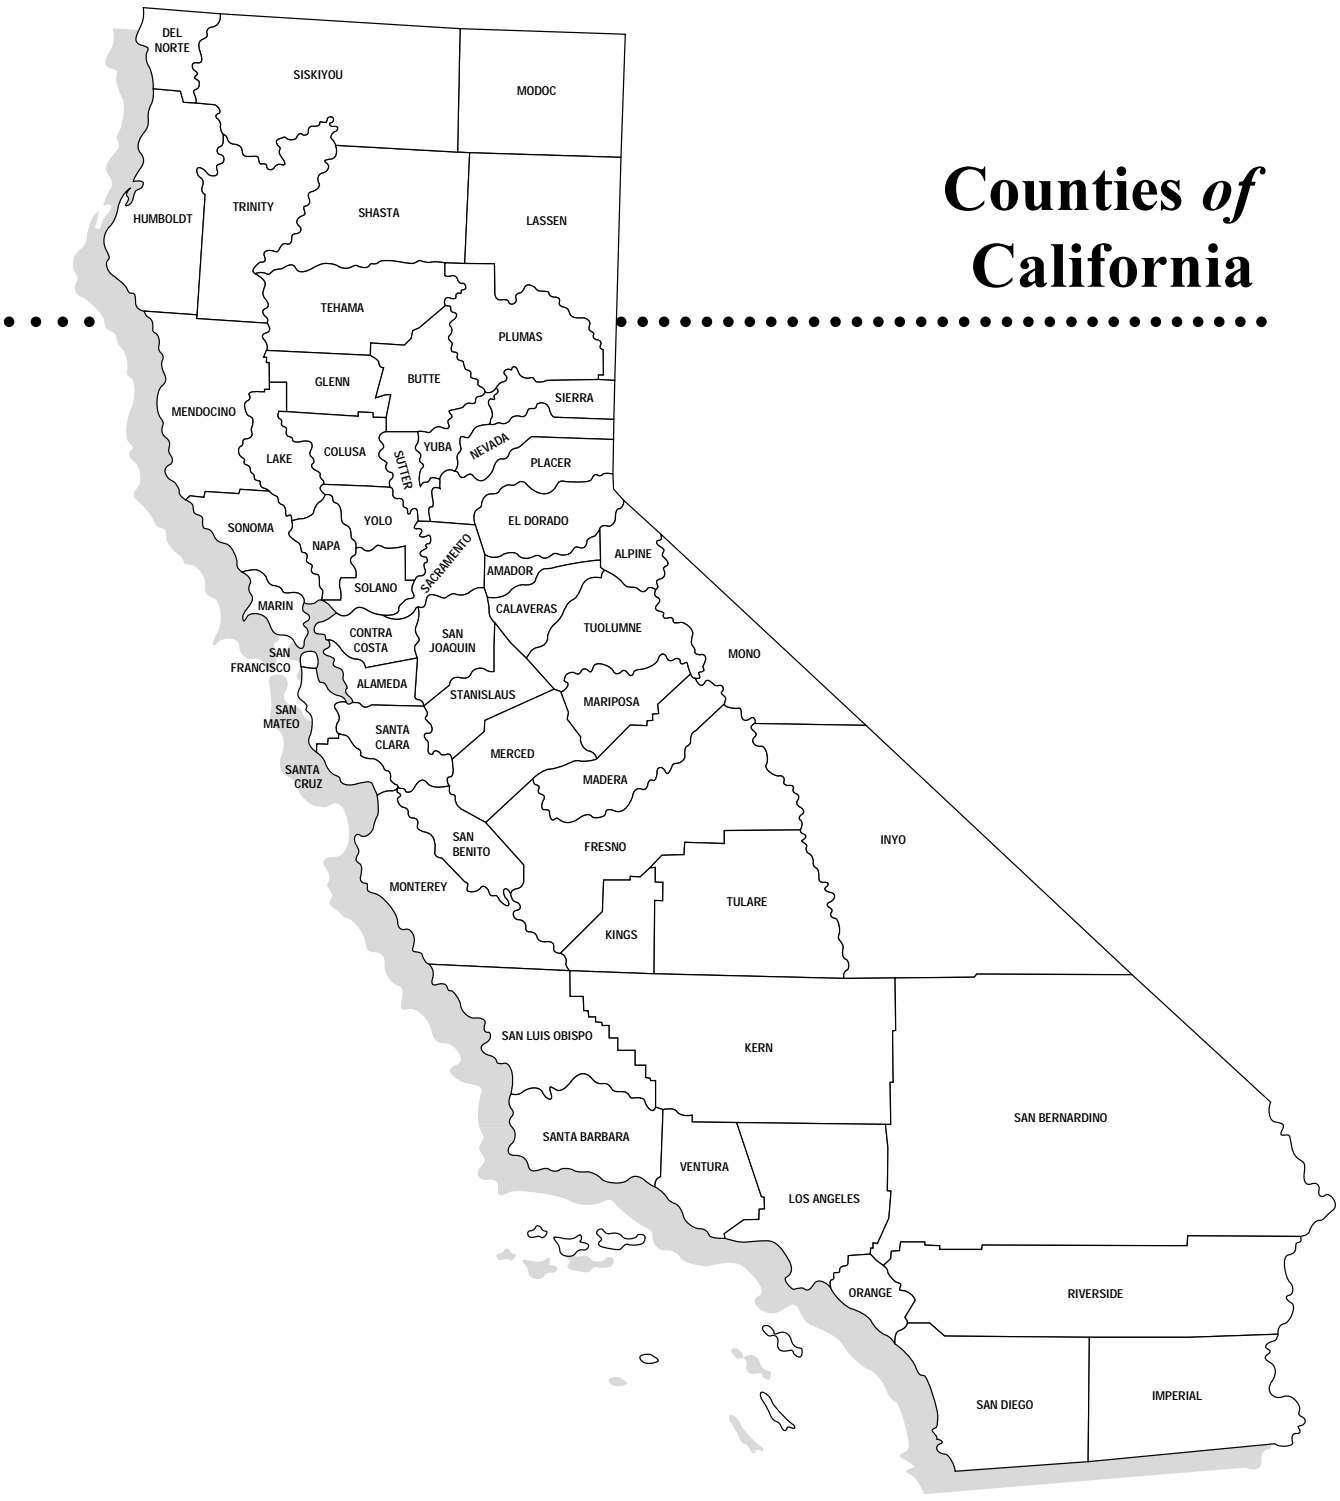 Counties of
California
DEL
NORTE
SISKIYOU
MODOC
HUMBOLDT
TRINITY
SHASTA
LASSEN
TEHAMA
PLUMAS
GLENN
BUTTE
SIERRA
MENDOCINO
LAKE
COLUSA
SUTTER
YUBA
NEVADA
PLACER
SONOMA
NAPA
YOLO
EL DORADO
SACRAMENTO
ALPINE
SOLANO
AMADOR
MARIN
CALAVERAS
CONTRA
COSTA
SAN
JOAQUIN
TUOLUMNE
SAN
FRANCISCO
MONO
ALAMEDA
STANISLAUS
MARIPOSA
SAN
MATEO
SANTA
CLARA
MERCED
SANTA
CRUZ
MADERA
SAN
BENITO
FRESNO
INYO
MONTEREY
TULARE
KINGS
SAN LUIS OBISPO
KERN
SAN BERNARDINO
SANTA BARBARA
VENTURA
LOS ANGELES
ORANGE
RIVERSIDE
SAN DIEGO
IMPERIAL